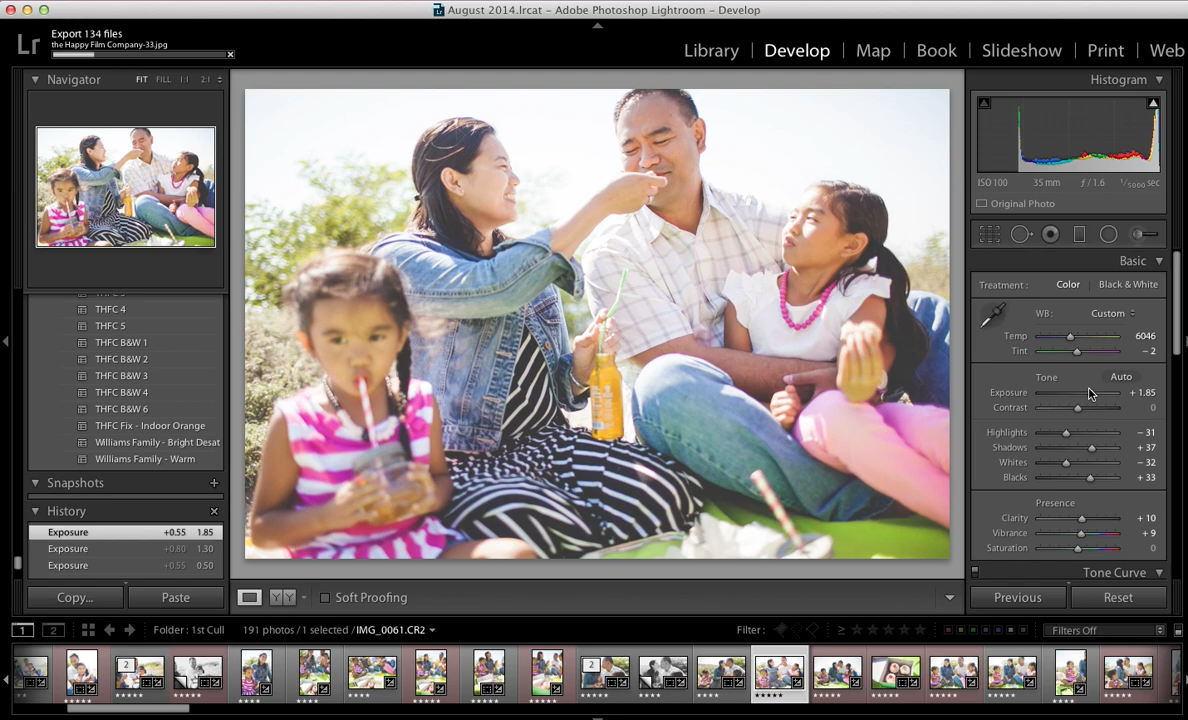 August 2014.lrcat – Adobe Photoshop Lightroom – Develop
Lr
Export 134 files
the Happy Film Company-33.jpg
Library | Develop | Map | Book | Slideshow | Print | Web
Navigator FIT FILL 1:1 2:1
THFC 4
THFC 5
THFC B&W 1
THFC B&W 2
THFC B&W 3
THFC B&W 4
THFC B&W 6
THFC Fix - Indoor Orange
Williams Family - Bright Desat
Williams Family - Warm
Snapshots +
History
Exposure +0.55 1.85
Exposure +0.80 1.30
Exposure +0.55 0.50
Copy... Paste
YY Soft Proofing
Histogram
ISO 100 35 mm ƒ / 1.6 1/5000 sec
Original Photo
Basic
Treatment : Color | Black & White
WB: Custom
Temp 6046
Tint – 2
Tone Auto
Exposure + 1.85
Contrast 0
Highlights – 31
Shadows + 37
Whites – 32
Blacks + 33
Presence
Clarity + 10
Vibrance + 9
Saturation 0
Tone Curve
Previous Reset
1 2 Folder : 1st Cull 191 photos / 1 selected / IMG_0061.CR2 Filter : ≥ ★★★★★ Filters Off
2
2